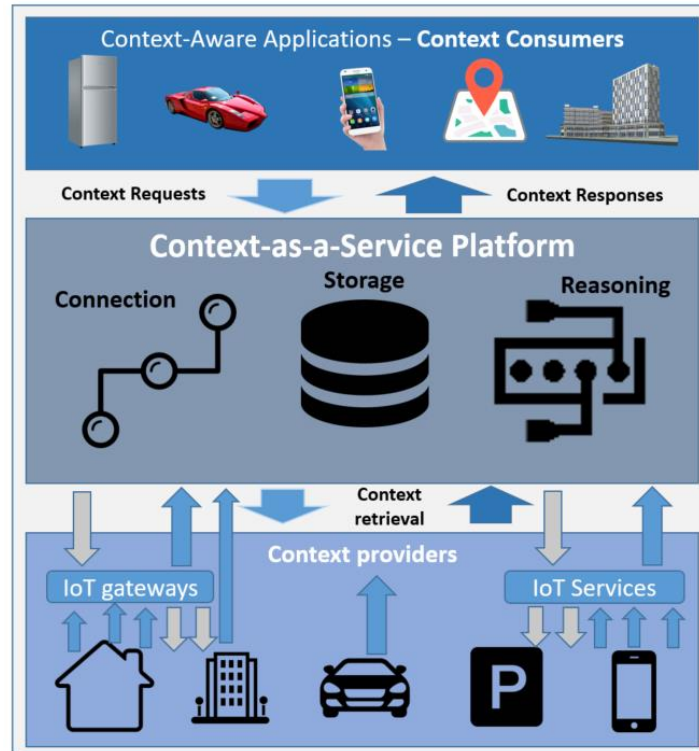 Context-Aware Applications – Context Consumers
Context Requests
Context Responses
Context-as-a-Service Platform
Connection
Storage
Reasoning
Context
retrieval
Context providers
IoT gateways
IoT Services
P